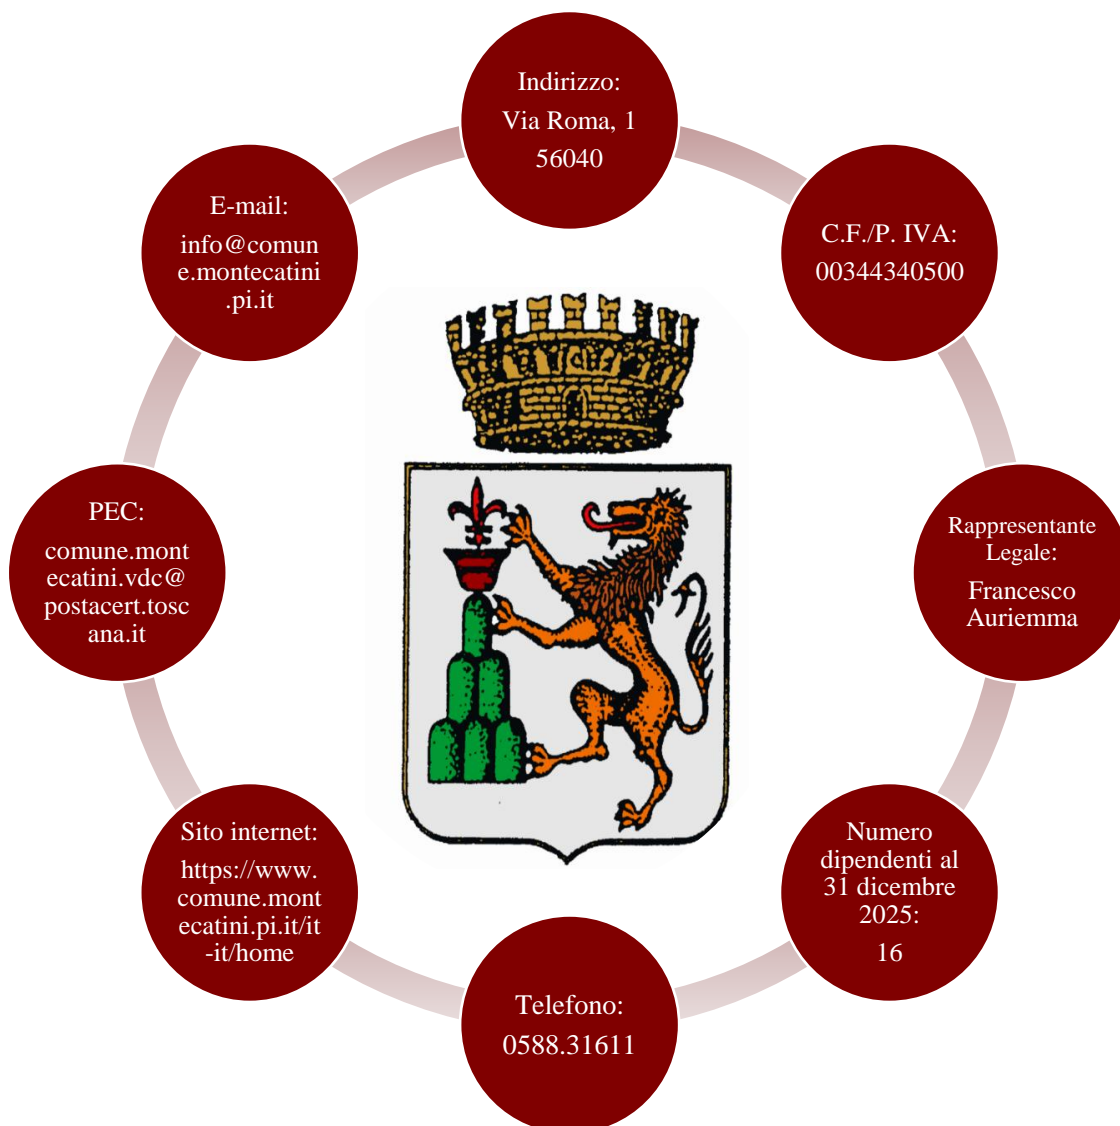 Indirizzo:
Via Roma, 1
56040
C.F./P. IVA:
00344340500
Rappresentante
Legale:
Francesco
Auriemma
Numero
dipendenti al
31 dicembre
2025:
16
Telefono:
0588.31611
Sito internet:
https://www.
comune.mont
ecatini.pi.it/it
-it/home
PEC:
comune.mont
ecatini.vdc@
postacert.tosc
ana.it
E-mail:
info@comun
e.montecatini
.pi.it